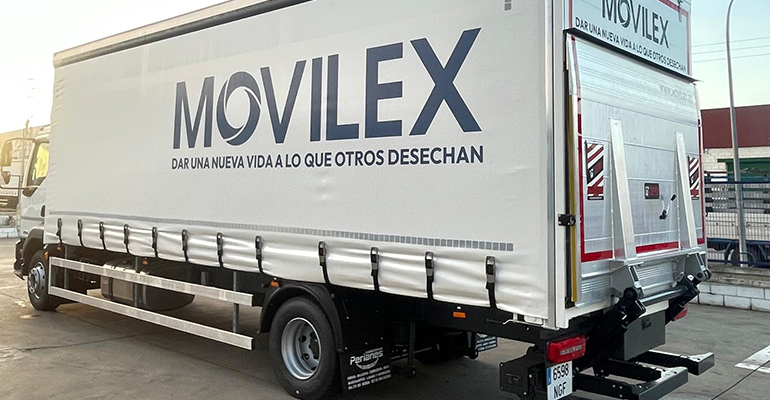 MOVILEX
DAR UNA NUEVA VIDA A LO QUE OTROS DESECHAN
MOVILEX
DAR UNA NUEVA VIDA A LO QUE OTROS DESECHAN
Perianes
6598
NGF